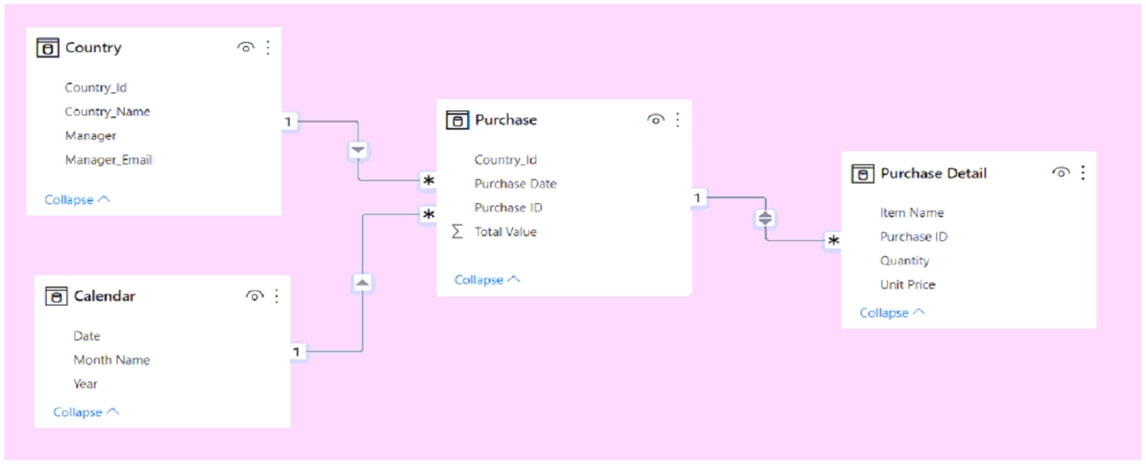 Country
Country_Id
Country_Name
Manager
Manager_Email
Collapse
1
*
Calendar
Date
Month Name
Year
Collapse
1
*
Purchase
Country_Id
Purchase Date
Purchase ID
Σ Total Value
Collapse
1
*
Purchase Detail
Item Name
Purchase ID
Quantity
Unit Price
Collapse